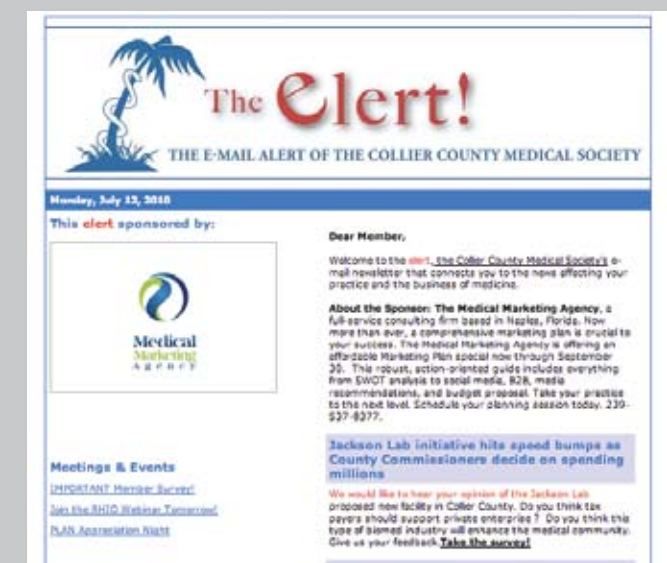 The elert!
THE E-MAIL ALERT OF THE COLLIER COUNTY MEDICAL SOCIETY
Monday, July 12, 2010
This elert sponsored by:
Medical
Marketing
Agency
Meetings & Events
IMPORTANT Member Survey!
Join the RHIO Webinar Tomorrow!
PLAN Appreciation Night
Dear Member,
Welcome to the elert, the Collier County Medical Society's e-
mail newsletter that connects you to the news affecting your
practice and the business of medicine.
About the Sponsor: The Medical Marketing Agency, a
full-service consulting firm based in Naples, Florida. Now
more than ever, a comprehensive marketing plan is crucial to
your success. The Medical Marketing Agency is offering an
affordable Marketing Plan special now through September
30. This robust, action-oriented guide includes everything
from SWOT analysis to social media, B2B, media
recommendations, and budget proposal. Take your practice
to the next level. Schedule your planning session today. 239-
537-8377.
Jackson Lab initiative hits speed bumps as
County Commissioners decide on spending
millions
We would like to hear your opinion of the Jackson Lab
proposed new facility in Collier County. Do you think tax
payers should support private enterprise ? Do you think this
type of biomed industry will enhance the medical community.
Give us your feedback Take the survey!